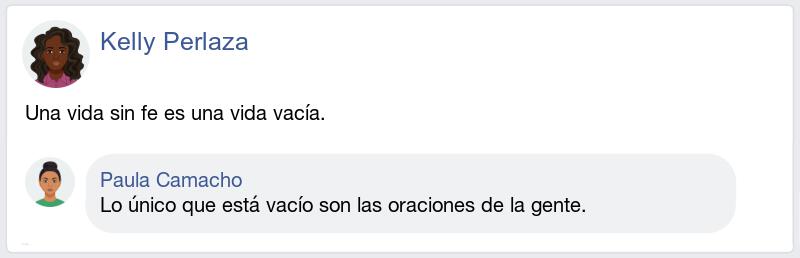 Kelly Perlaza
Una vida sin fe es una vida vacía.
Paula Camacho
Lo único que está vacío son las oraciones de la gente.